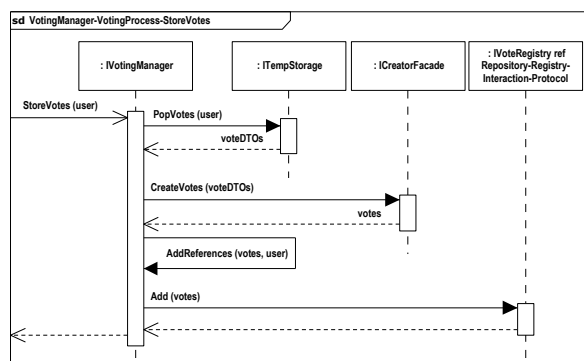 sd VotingManager-VotingProcess-StoreVotes
: IVotingManager
: ITempStorage
: ICreatorFacade
: IVoteRegistry ref
Repository-Registry-
Interaction-Protocol
StoreVotes (user)
PopVotes (user)
voteDTOs
CreateVotes (voteDTOs)
votes
AddReferences (votes, user)
Add (votes)